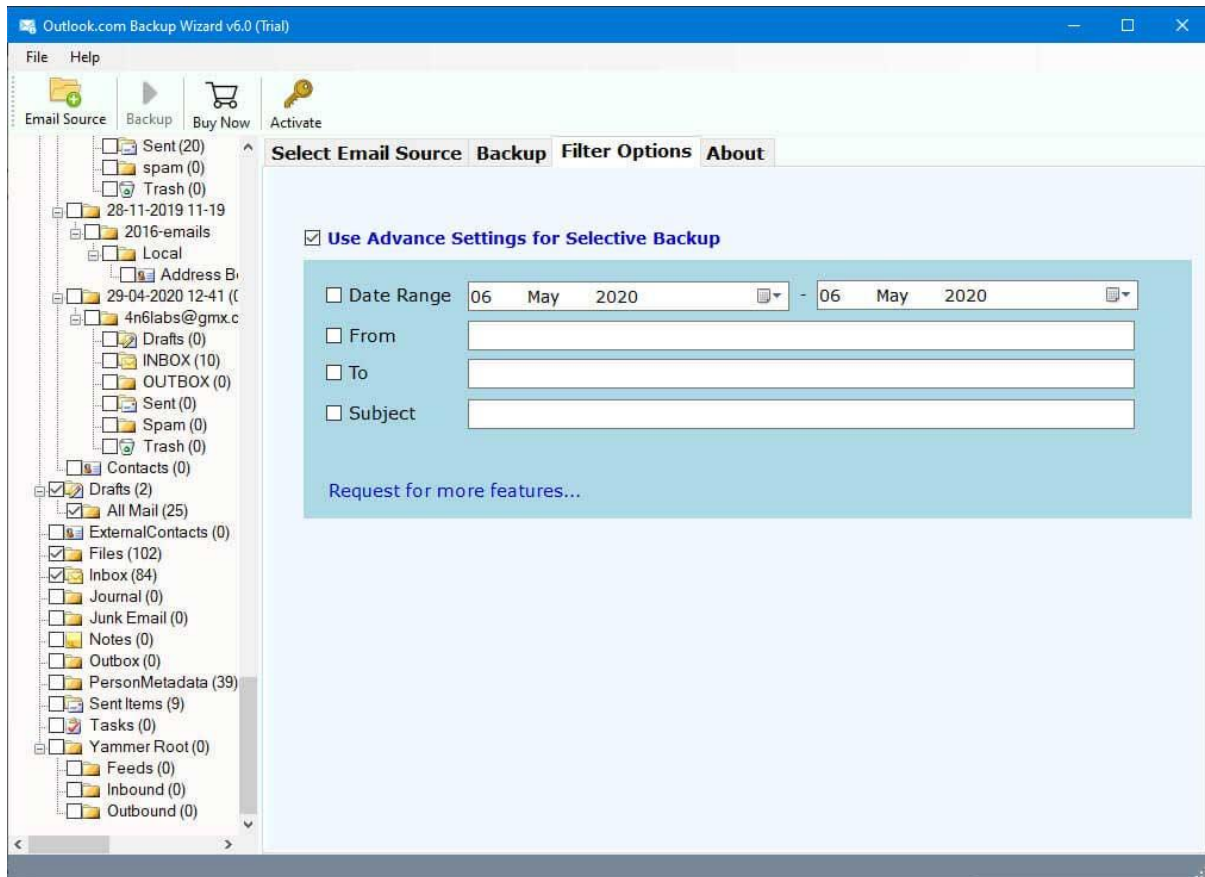 Outlook.com Backup Wizard v6.0 (Trial)
File Help
Email Source Backup Buy Now Activate
Sent (20)
spam (0)
Trash (0)
28-11-2019 11-19
2016-emails
Local
Address B
29-04-2020 12-41 (
4n6labs@gmx.c
Drafts (0)
INBOX (10)
OUTBOX (0)
Sent (0)
Spam (0)
Trash (0)
Contacts (0)
Drafts (2)
All Mail (25)
ExternalContacts (0)
Files (102)
Inbox (84)
Journal (0)
Junk Email (0)
Notes (0)
Outbox (0)
PersonMetadata (39)
Sent Items (9)
Tasks (0)
Yammer Root (0)
Feeds (0)
Inbound (0)
Outbound (0)
Select Email Source Backup Filter Options About
Use Advance Settings for Selective Backup
Date Range 06 May 2020 - 06 May 2020
From
To
Subject
Request for more features...